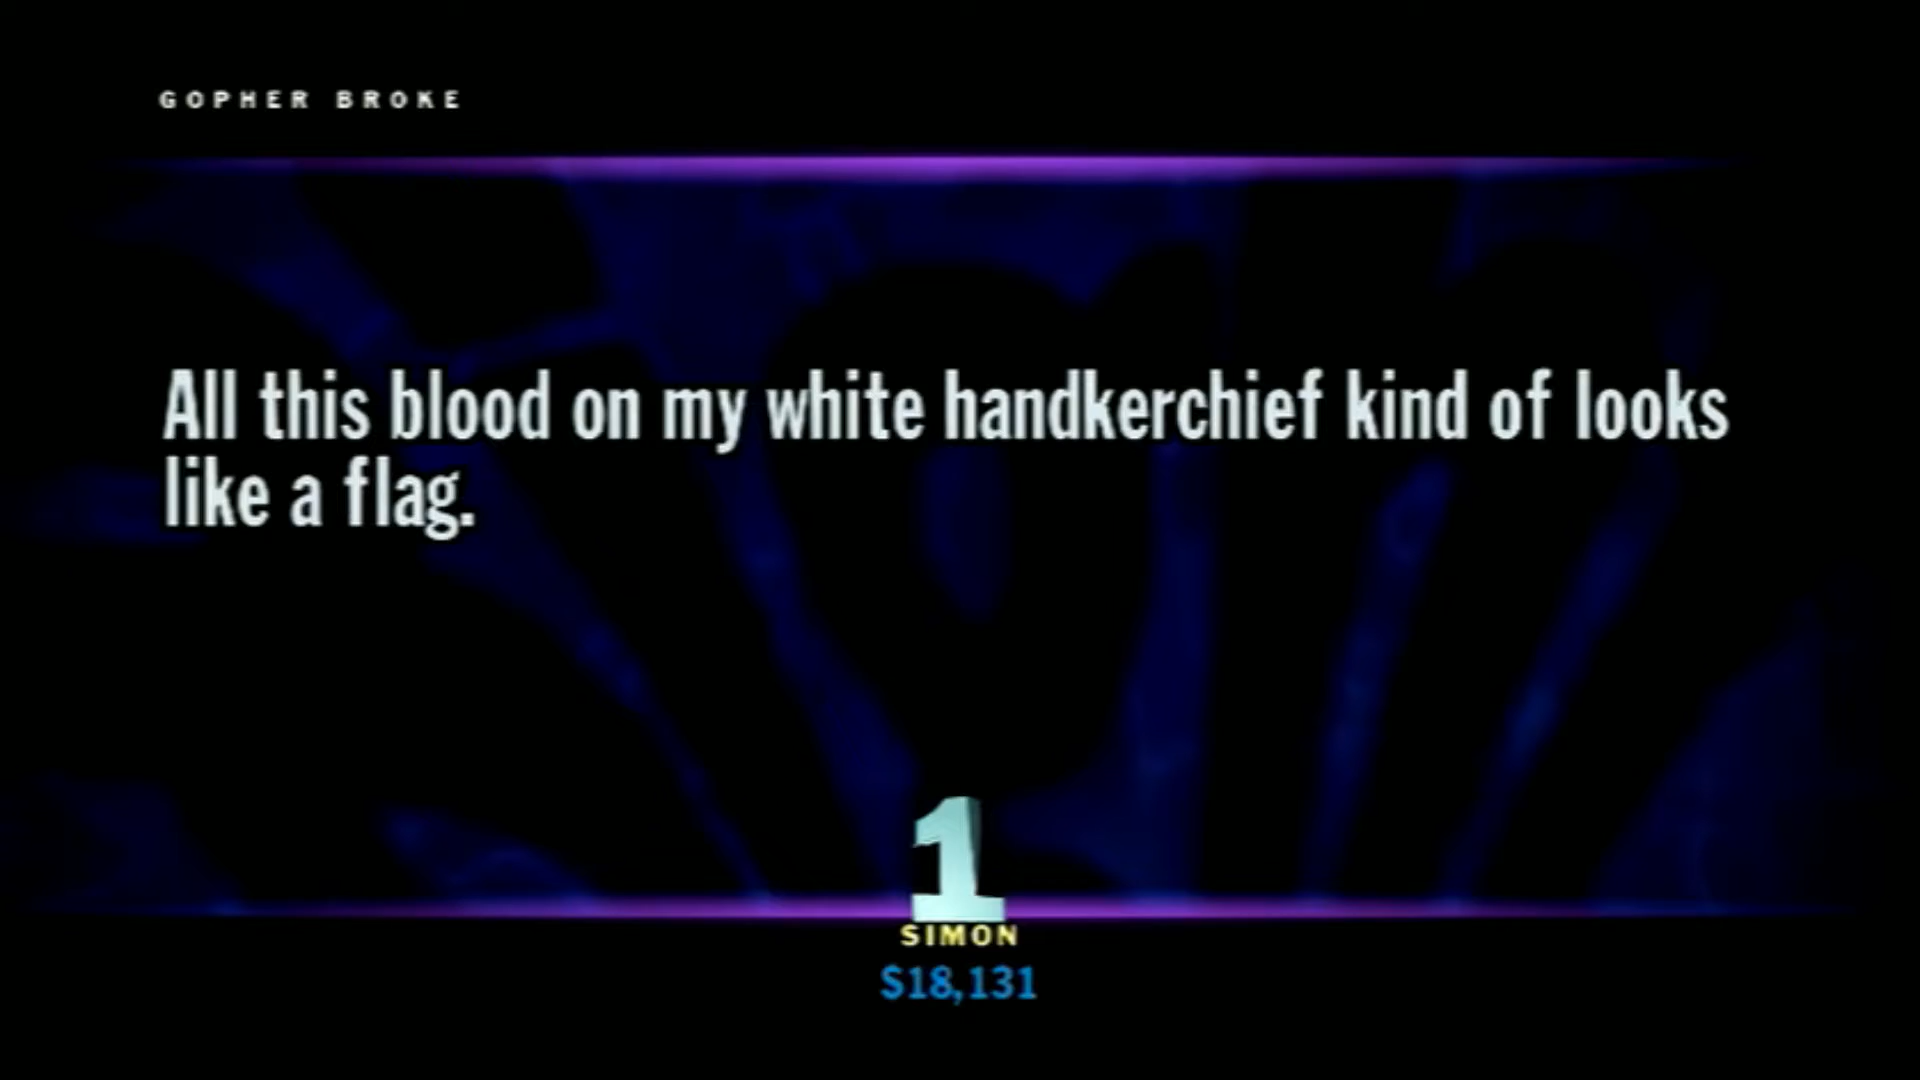 GOPHER BROKE
All this blood on my white handkerchief kind of looks
like a flag.
1
SIMON
$18,131